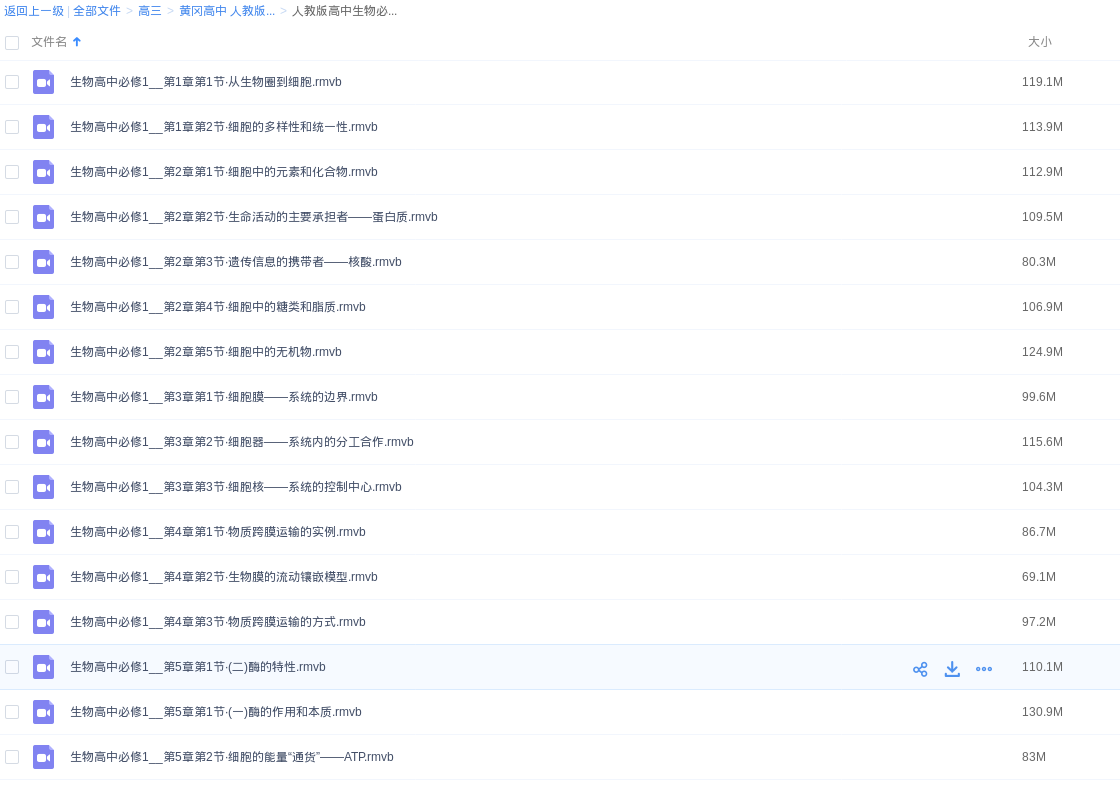 返回上一级 | 全部文件 > 高三 > 黄冈高中 人教版... > 人教版高中生物必...
文件名 大小
生物高中必修1__第1章第1节·从生物圈到细胞.rmvb 119.1M
生物高中必修1__第1章第2节·细胞的多样性和统一性.rmvb 113.9M
生物高中必修1__第2章第1节·细胞中的元素和化合物.rmvb 112.9M
生物高中必修1__第2章第2节·生命活动的主要承担者——蛋白质.rmvb 109.5M
生物高中必修1__第2章第3节·遗传信息的携带者——核酸.rmvb 80.3M
生物高中必修1__第2章第4节·细胞中的糖类和脂质.rmvb 106.9M
生物高中必修1__第2章第5节·细胞中的无机物.rmvb 124.9M
生物高中必修1__第3章第1节·细胞膜——系统的边界.rmvb 99.6M
生物高中必修1__第3章第2节·细胞器——系统内的分工合作.rmvb 115.6M
生物高中必修1__第3章第3节·细胞核——系统的控制中心.rmvb 104.3M
生物高中必修1__第4章第1节·物质跨膜运输的实例.rmvb 86.7M
生物高中必修1__第4章第2节·生物膜的流动镶嵌模型.rmvb 69.1M
生物高中必修1__第4章第3节·物质跨膜运输的方式.rmvb 97.2M
生物高中必修1__第5章第1节·(二)酶的特性.rmvb 110.1M
生物高中必修1__第5章第1节·(一)酶的作用和本质.rmvb 130.9M
生物高中必修1__第5章第2节·细胞的能量“通货”——ATP.rmvb 83M